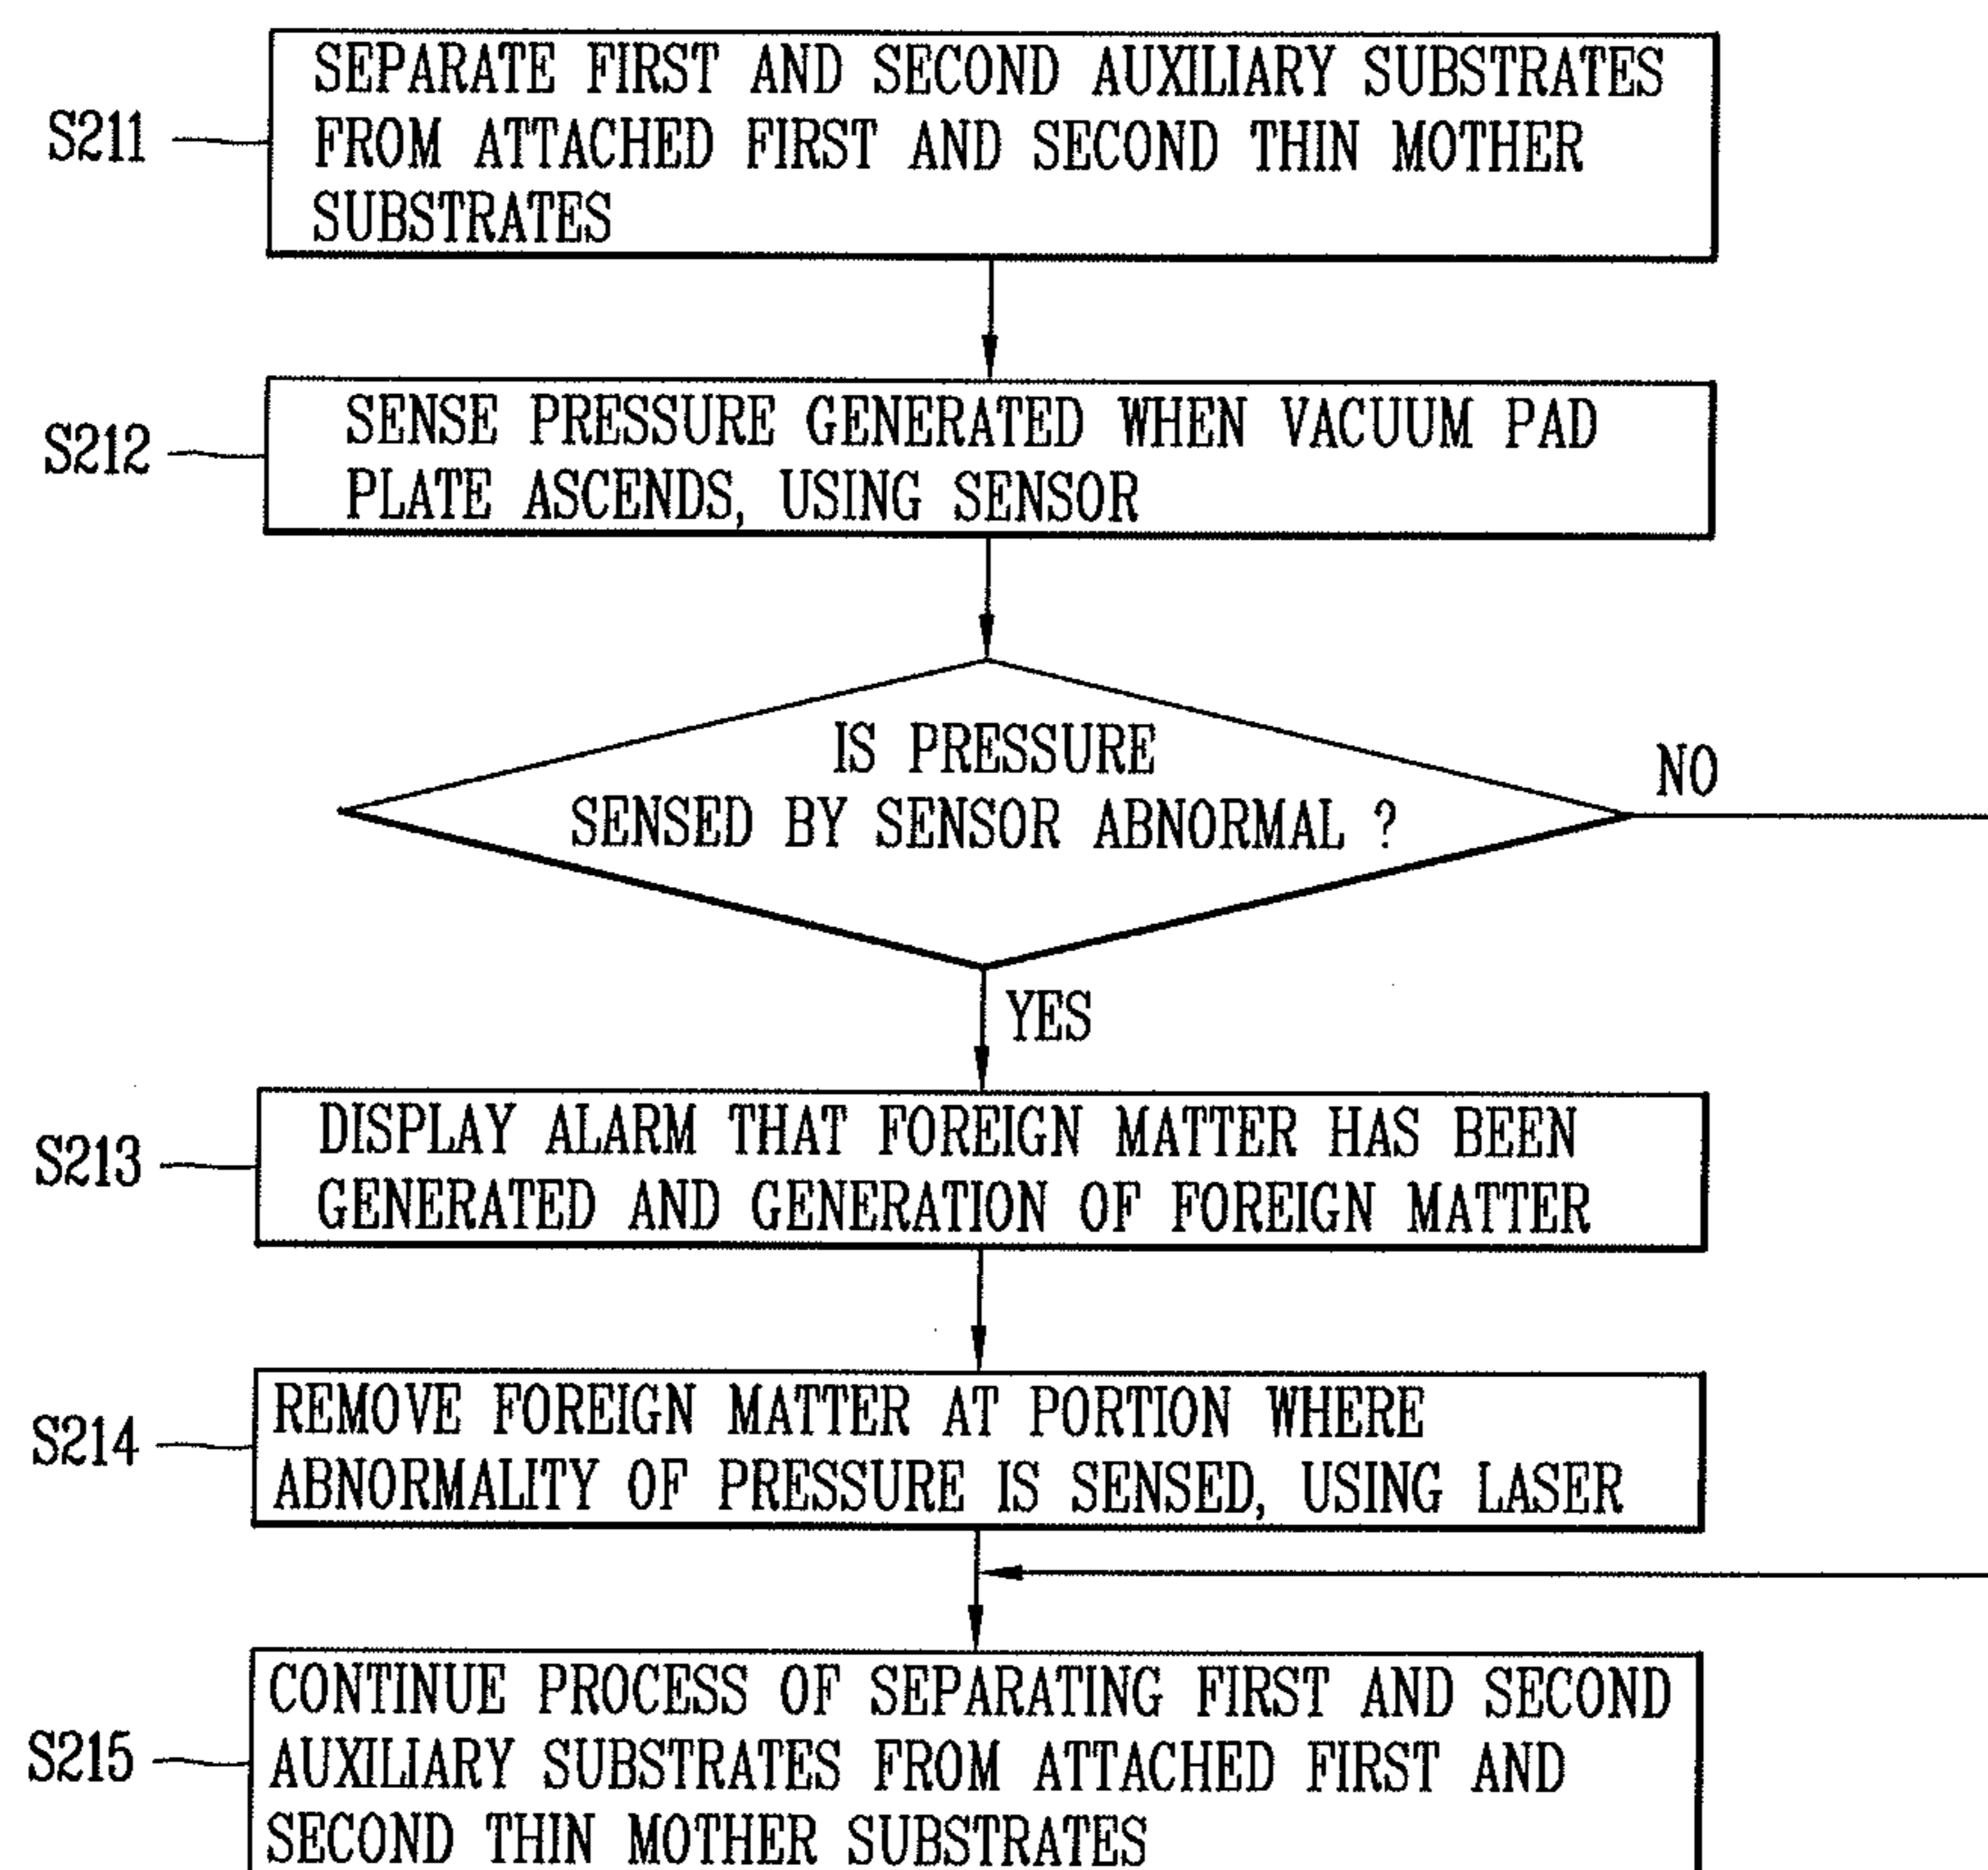 S211
SEPARATE FIRST AND SECOND AUXILIARY SUBSTRATES
FROM ATTACHED FIRST AND SECOND THIN MOTHER
SUBSTRATES
S212
SENSE PRESSURE GENERATED WHEN VACUUM PAD
PLATE ASCENDS, USING SENSOR
IS PRESSURE
SENSED BY SENSOR ABNORMAL ?
NO
YES
S213
DISPLAY ALARM THAT FOREIGN MATTER HAS BEEN
GENERATED AND GENERATION OF FOREIGN MATTER
S214
REMOVE FOREIGN MATTER AT PORTION WHERE
ABNORMALITY OF PRESSURE IS SENSED, USING LASER
S215
CONTINUE PROCESS OF SEPARATING FIRST AND SECOND
AUXILIARY SUBSTRATES FROM ATTACHED FIRST AND
SECOND THIN MOTHER SUBSTRATES